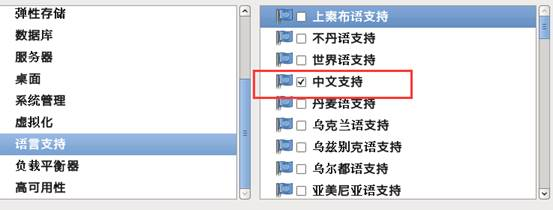 弹性存储
数据库
服务器
桌面
系统管理
虚拟化
语言支持
负载平衡器
高可用性
上索布语支持
不丹语支持
世界语支持
中文支持
丹麦语支持
乌克兰语支持
乌兹别克语支持
乌尔都语支持
亚美尼亚语支持